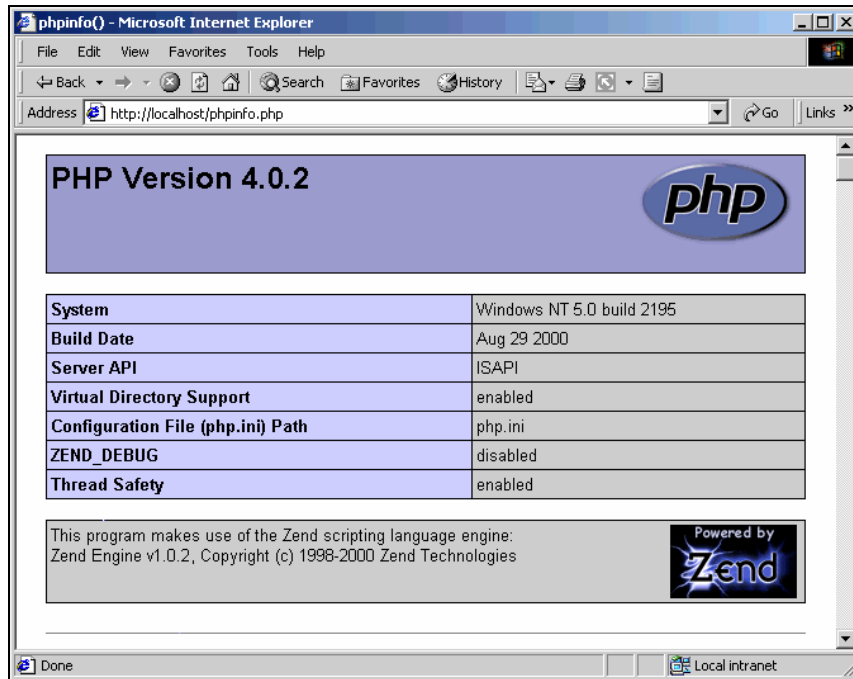 phpinfo() - Microsoft Internet Explorer
File Edit View Favorites Tools Help
Back Search Favorites History
Address http://localhost/phpinfo.php Go Links »
PHP Version 4.0.2
php
System Windows NT 5.0 build 2195
Build Date Aug 29 2000
Server API ISAPI
Virtual Directory Support enabled
Configuration File (php.ini) Path php.ini
ZEND_DEBUG disabled
Thread Safety enabled
This program makes use of the Zend scripting language engine:
Zend Engine v1.0.2, Copyright (c) 1998-2000 Zend Technologies
Powered by
Zend
Done Local intranet